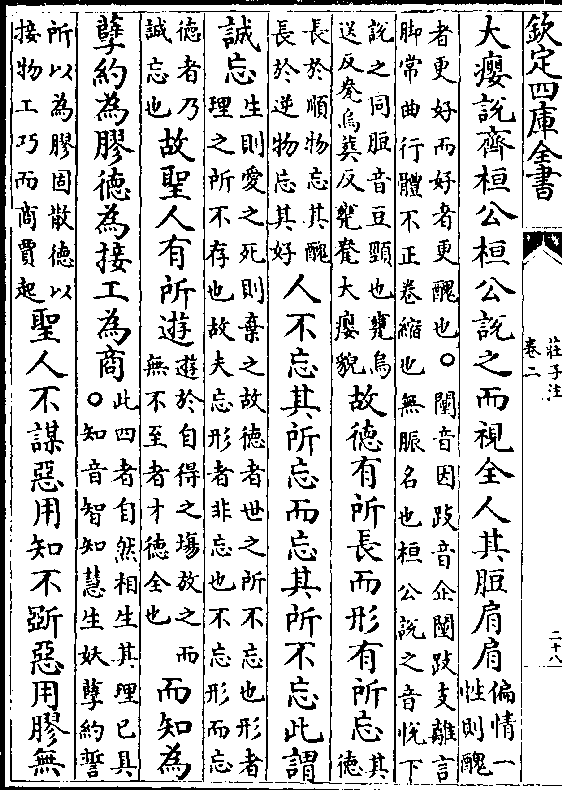 欽定四庫全書
莊子注
卷二
二十八
大癭說齊桓公桓公說之而視全人其脰肩肩
偏情一
性則醜
者更好而好者更醜也○闉音因跂音企闉跂支離言
脚常曲行體不正卷縮也無脈名也桓公說之音恱下
說之同脰音豆頸也甕烏
送反㼜烏葬反甕㼜大癭貌
故德有所長而形有所忘
其
德
長於順物忘其醜
長於逆物忘其好
人不忘其所忘而忘其所不忘此謂
誠忘
生則愛之死則棄之故德者世之所不忘也形者
理之所不存也故夫忘形者非忘也不忘形而忘
德者乃
誠忘也
故聖人有所遊
遊於自得之場放之而
無不至者才德全也
而知為
孽約為膠德為接工為商
此四者自然相生其理已具
○知音智知慧生妖孽約誓
所以為膠固散德以
接物工巧而商賈起
聖人不謀惡用知不斵惡用膠無